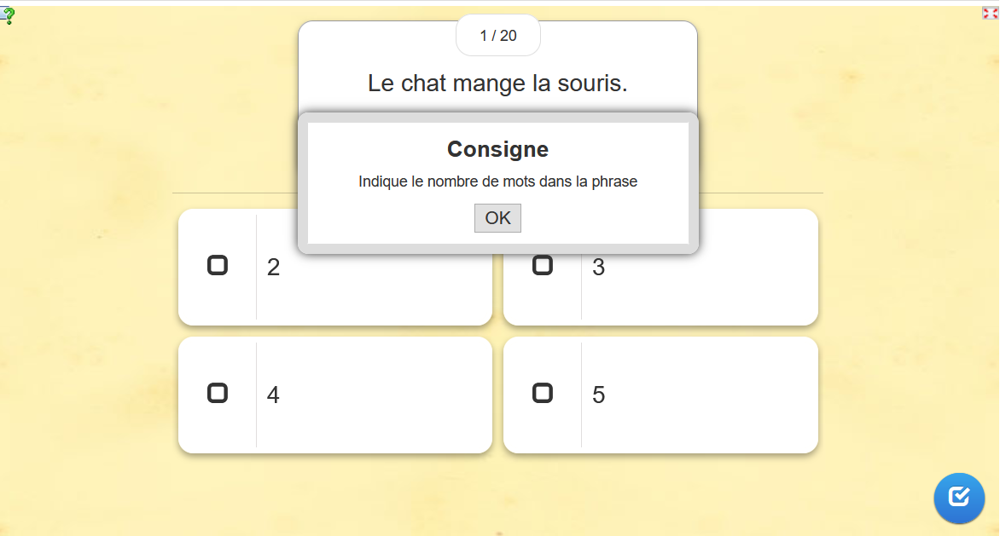 1 / 20
Le chat mange la souris.
Consigne
Indique le nombre de mots dans la phrase
OK
2
3
4
5